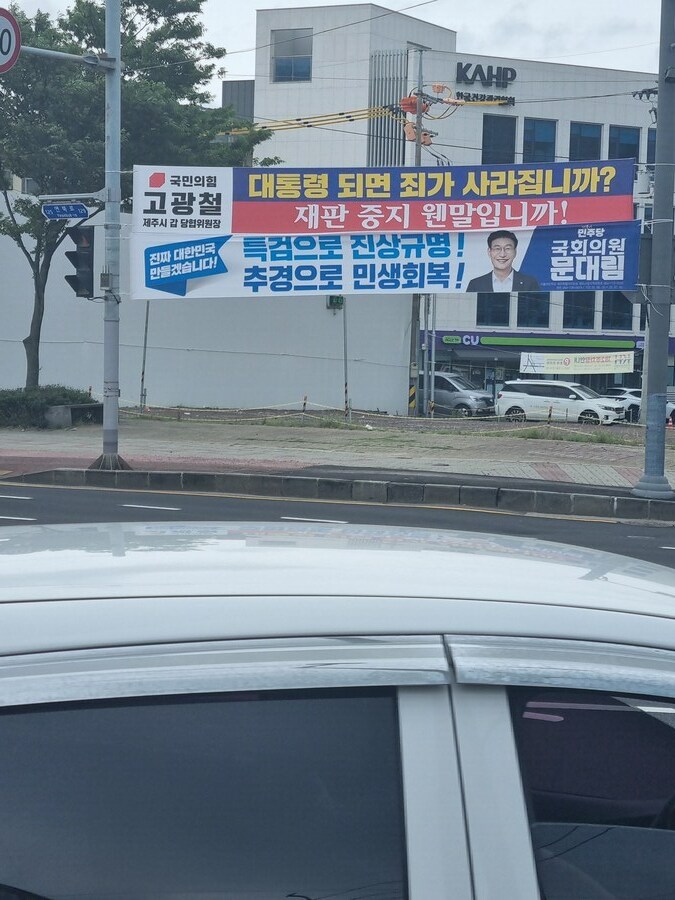 0
KAHP
국민의힘
고광철
제주시 갑 당협위원장
대통령 되면 죄가 사라집니까?
재판 중지 웬말입니까!
진짜 대한민국
만들겠습니다!
특검으로 진상규명!
추경으로 민생회복!
민주당
국회의원
문대림
CU